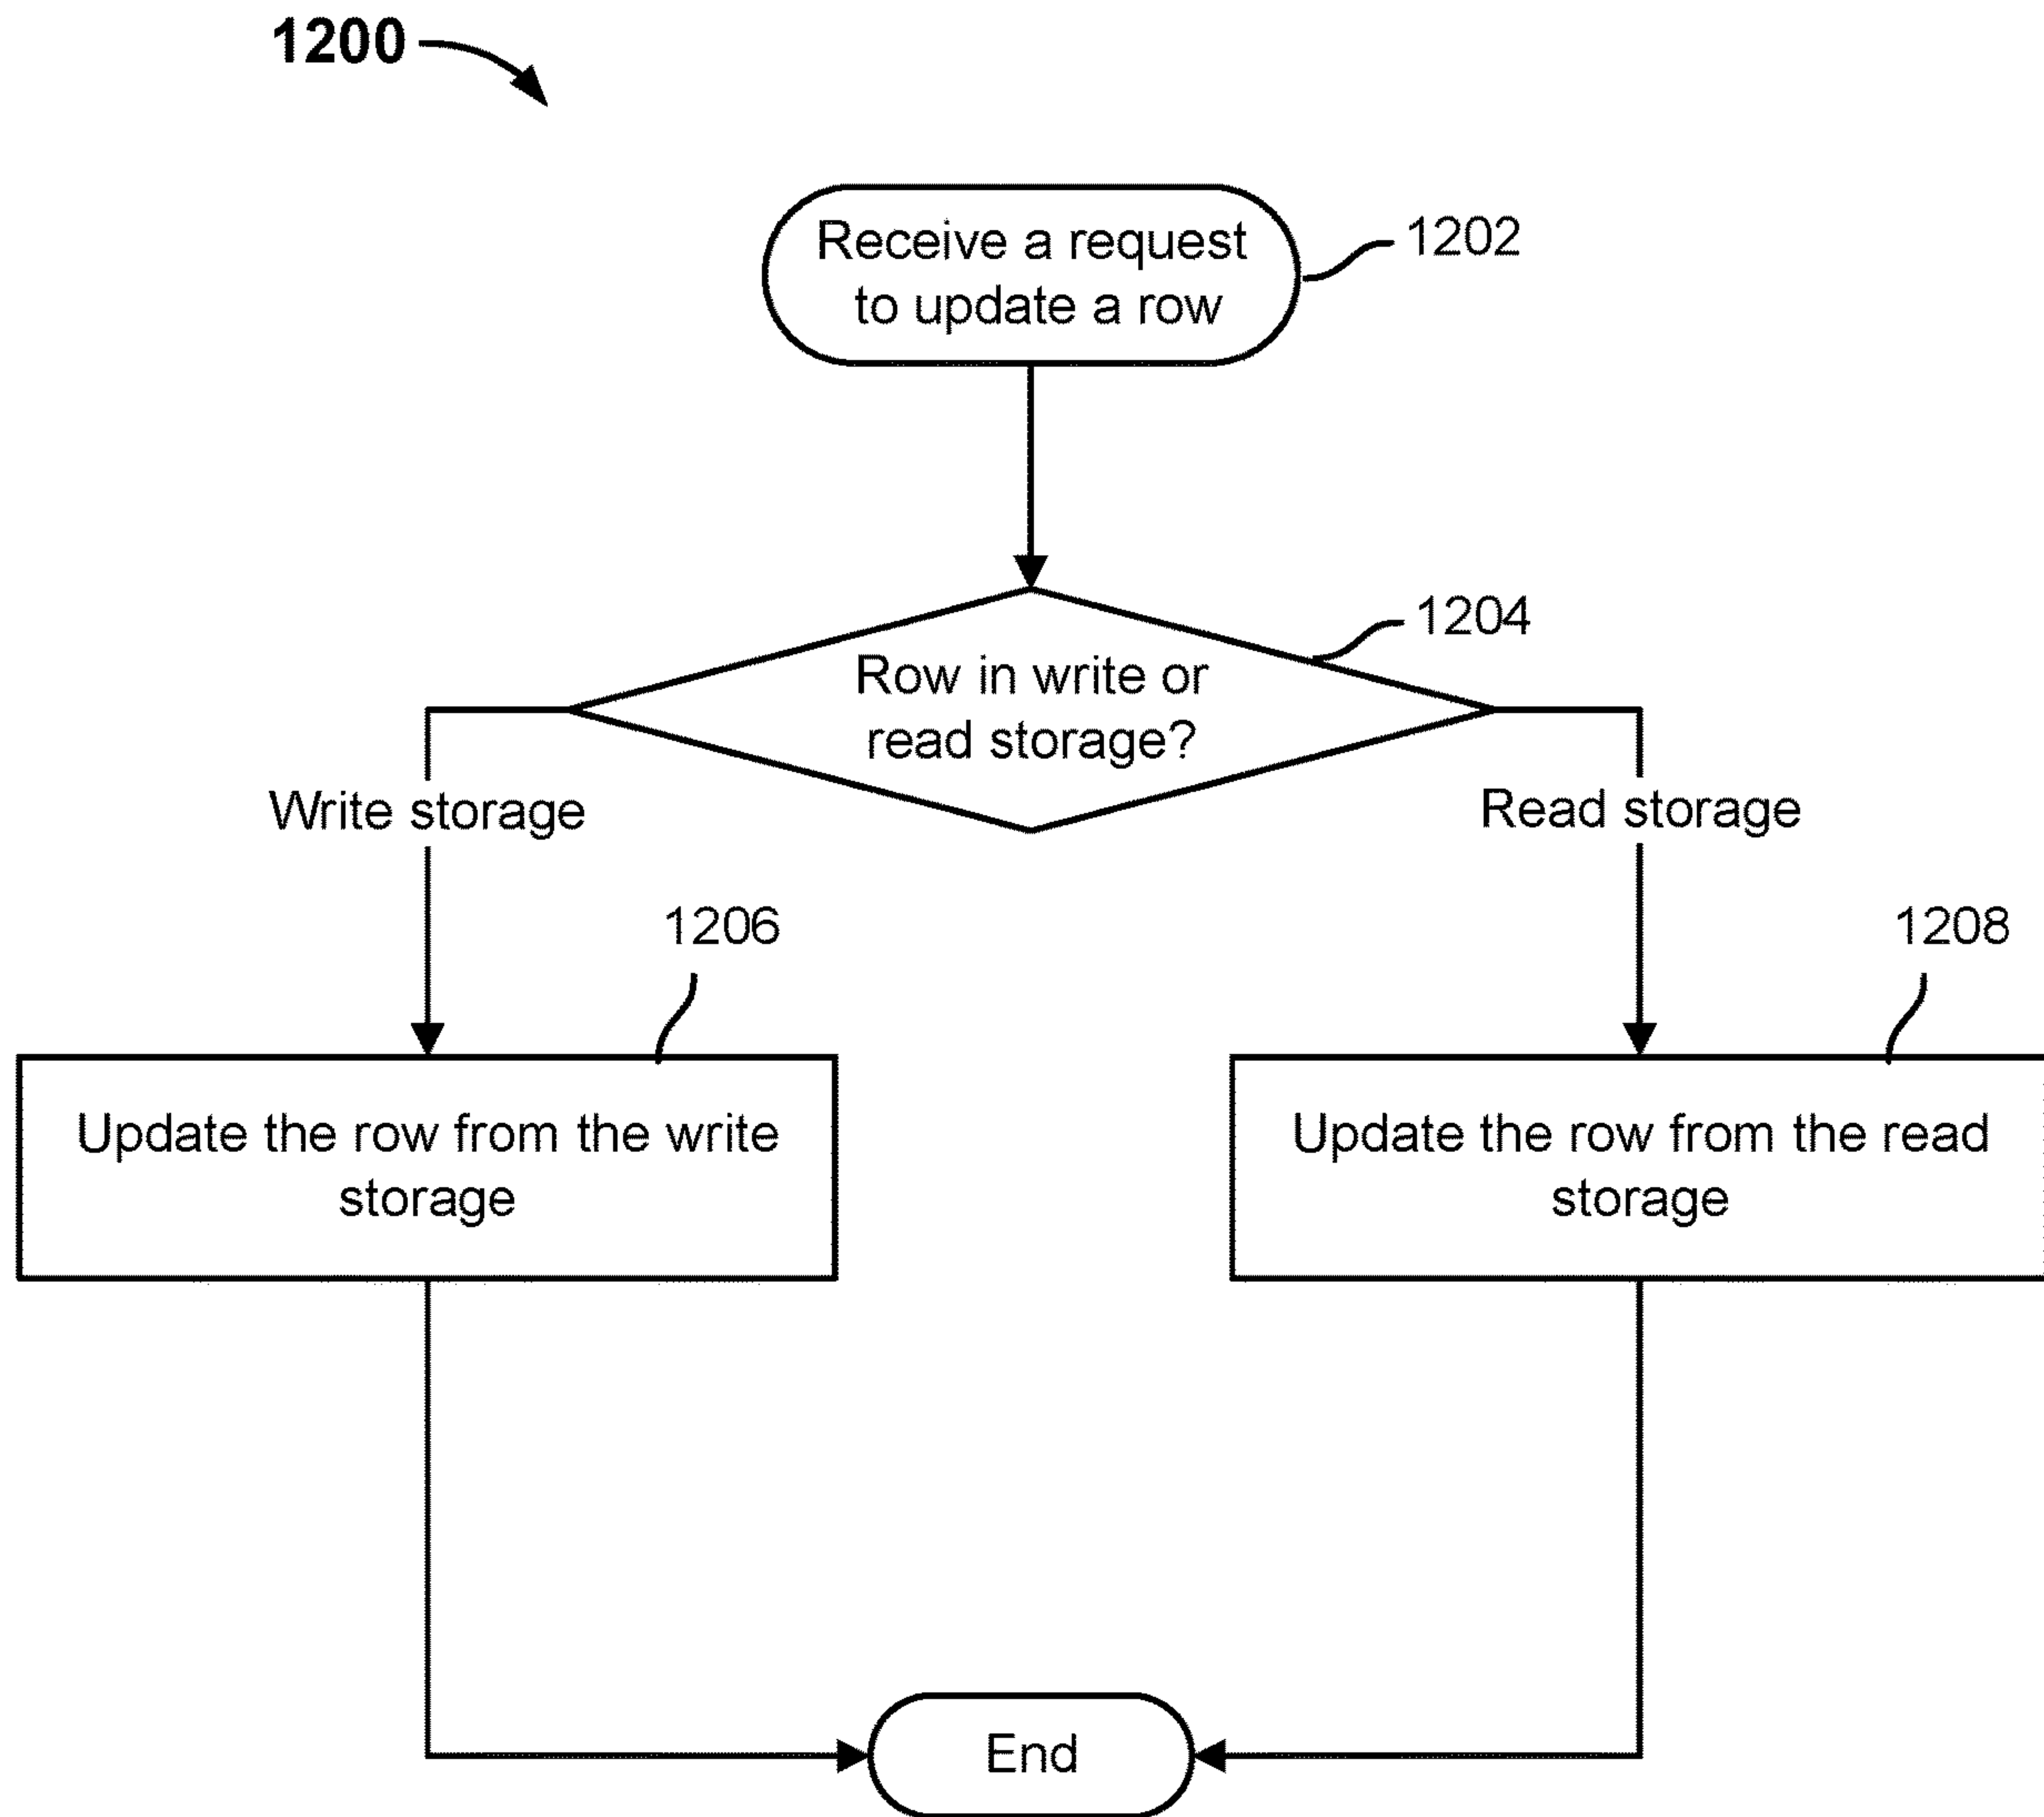 1200
Receive a request
to update a row
1202
1204
Row in write or
read storage?
Write storage
Read storage
1206
1208
Update the row from the write
storage
Update the row from the read
storage
End